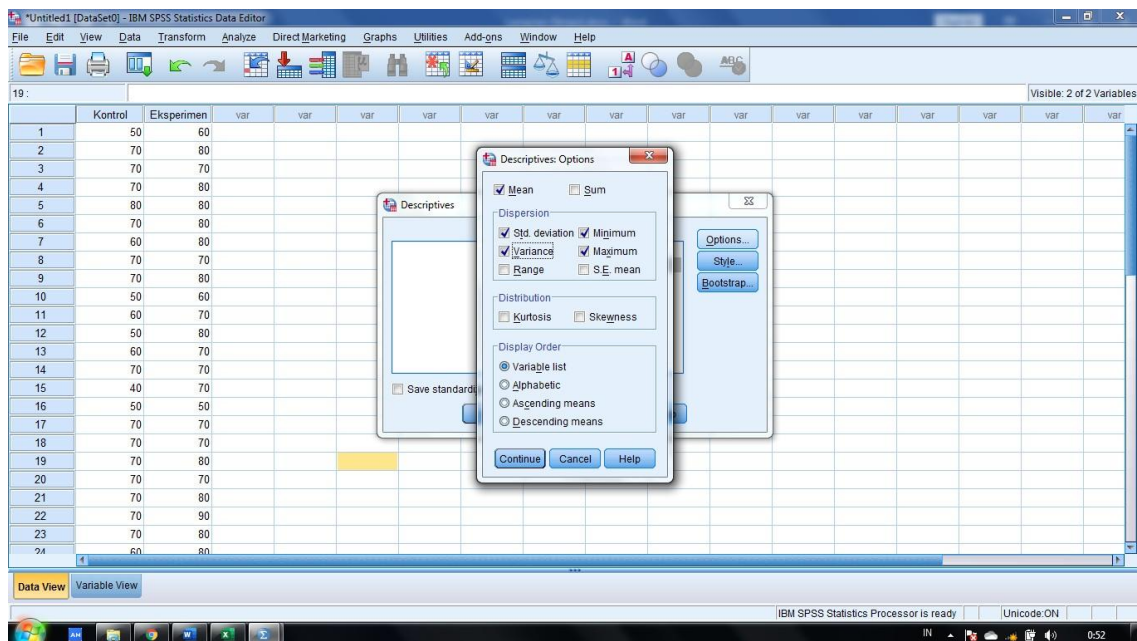 *Untitled1 [DataSet0] - IBM SPSS Statistics Data Editor
File Edit View Data Transform Analyze Direct Marketing Graphs Utilities Add-ons Window Help
19 :
Visible: 2 of 2 Variables
Kontrol Eksperimen var var var var var var var var var var var var var var
1 50 60
2 70 80
3 70 70
4 70 80
5 80 80
6 70 80
7 60 80
8 70 70
9 70 80
10 50 60
11 60 70
12 50 80
13 60 70
14 70 70
15 40 70
16 50 50
17 70 70
18 70 70
19 70 80
20 70 70
21 70 80
22 70 90
23 70 80
24 60 80
Descriptives
Options...
Style...
Bootstrap...
Descriptives: Options
Mean Sum
Dispersion
Std. deviation Minimum
Variance Maximum
Range S.E. mean
Distribution
Kurtosis Skewness
Display Order
Variable list
Alphabetic
Ascending means
Descending means
Continue Cancel Help
Data View Variable View
IBM SPSS Statistics Processor is ready Unicode:ON
IN 0:52